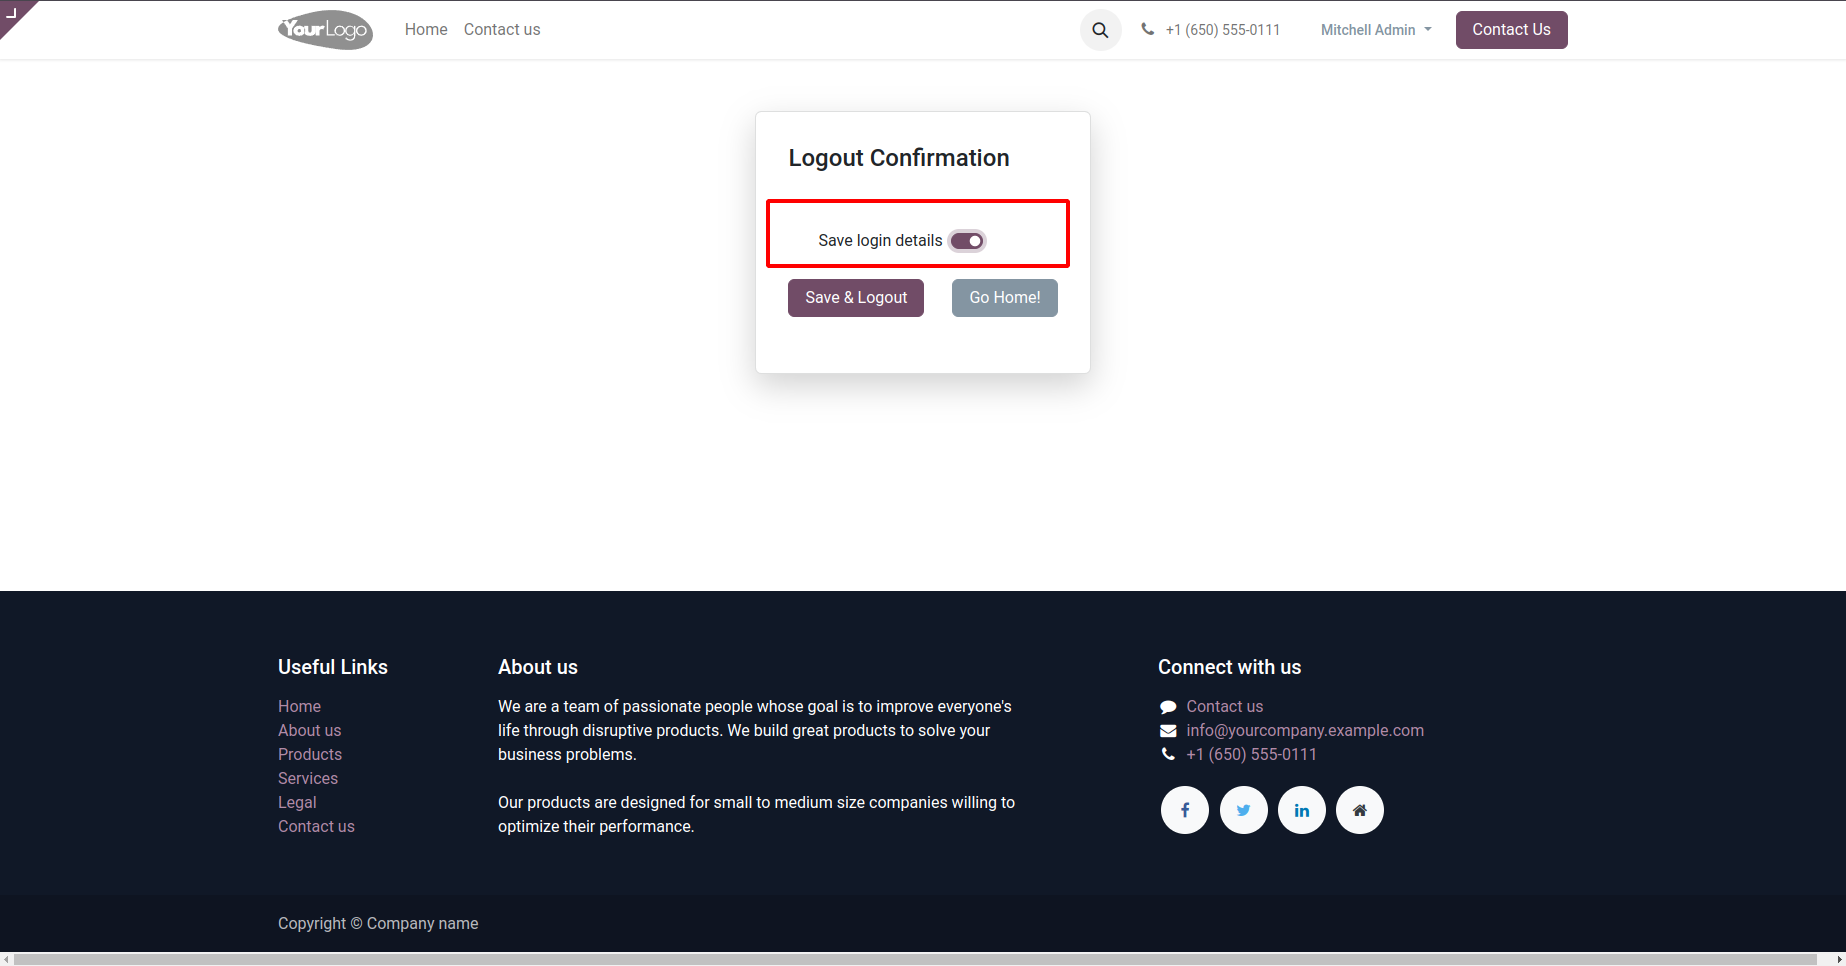 YourLogo
Home
Contact us
+1 (650) 555-0111
Mitchell Admin
Contact Us
Logout Confirmation
Save login details
Save & Logout
Go Home!
Useful Links
Home
About us
Products
Services
Legal
Contact us
About us
We are a team of passionate people whose goal is to improve everyone's
life through disruptive products. We build great products to solve your
business problems.
Our products are designed for small to medium size companies willing to
optimize their performance.
Connect with us
Contact us
info@yourcompany.example.com
+1 (650) 555-0111
Copyright © Company name